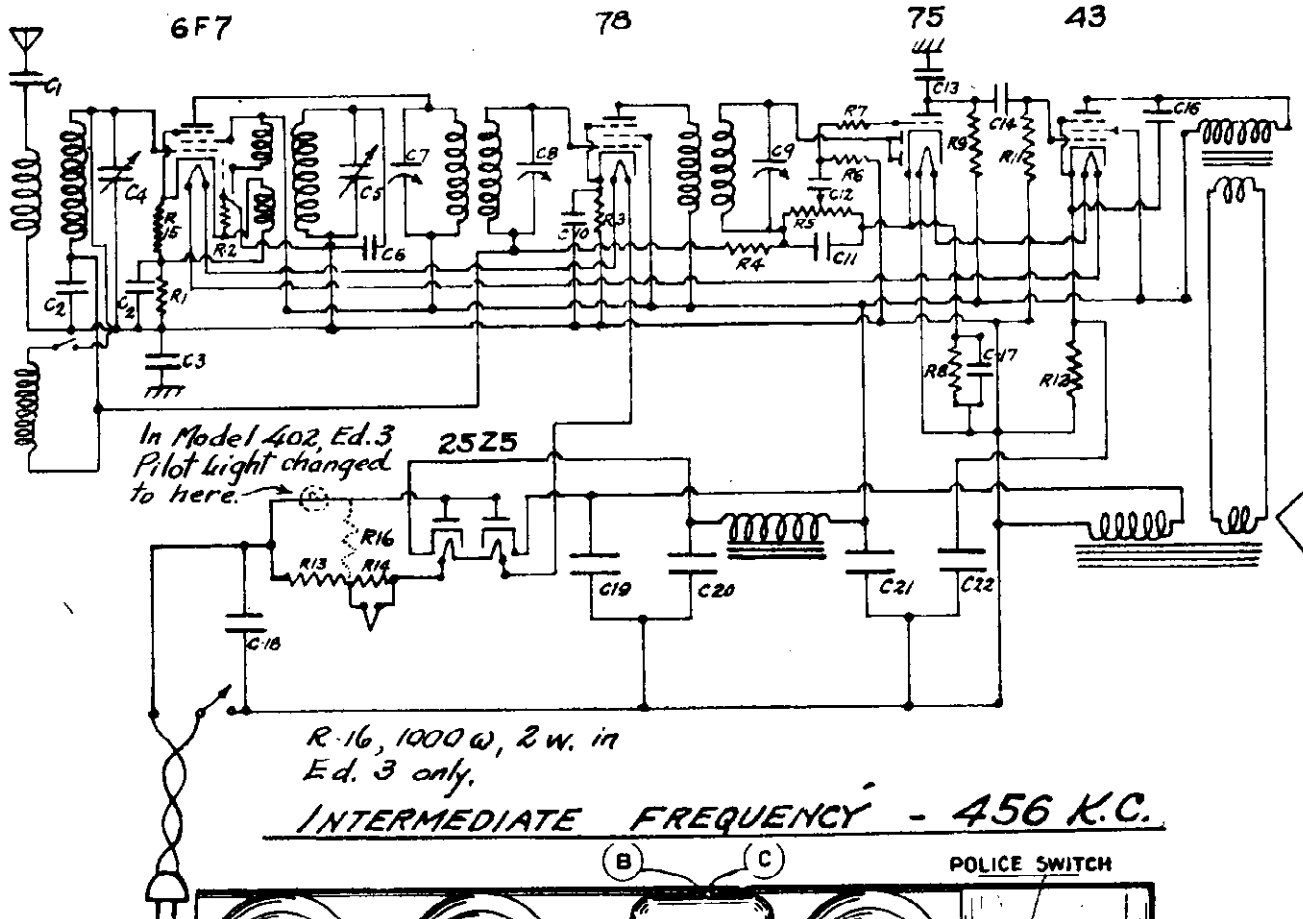 6F7 78 75 43
C1
C13
C16
C14
R7
R9
R11
C7
C8
C9
C4
C5
R6
C12
R15
R2
C10
R3
R5
C6
R4
C11
C2
C2
R1
C3
R8
C-17
R12
In Model 402, Ed. 3
Pilot Light changed
to here.
25Z5
R16
R13
R14
C19
C20
C21
C22
C-18
R-16, 1000 ω, 2 w. in
Ed. 3 only.
INTERMEDIATE FREQUENCY - 456 K.C.
B C
POLICE SWITCH